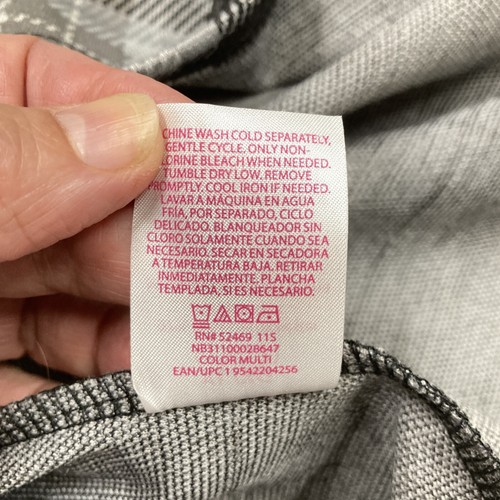 CHINE WASH COLD SEPARATELY,
GENTLE CYCLE. ONLY NON-
LORINE BLEACH WHEN NEEDED.
TUMBLE DRY LOW. REMOVE
PROMPTLY. COOL IRON IF NEEDED.
LAVAR A MÁQUINA EN AGUA
FRÍA, POR SEPARADO, CICLO
DELICADO. BLANQUEADOR SIN
CLORO SOLAMENTE CUANDO SEA
NECESARIO. SECAR EN SECADORA
A TEMPERATURA BAJA. RETIRAR
INMEDIATAMENTE. PLANCHA
TEMPLADA, SI ES NECESARIO.
RN# 52469 115
NB31100028647
COLOR MULTI
EAN/UPC 1 9542204256